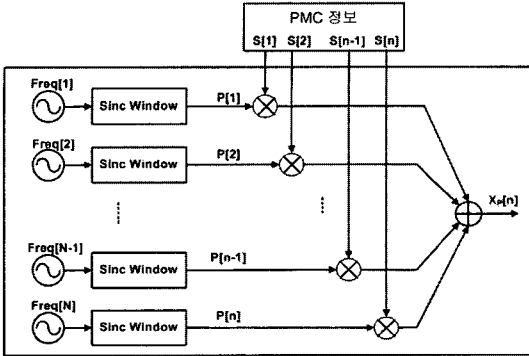 PMC 정보
S[1] S[2] S[n-1] S[n]
Freq[1]
Sinc Window
P[1]
Freq[2]
Sinc Window
P[2]
X_P[n]
Freq[N-1]
Sinc Window
P[n-1]
Freq[N]
Sinc Window
P[n]